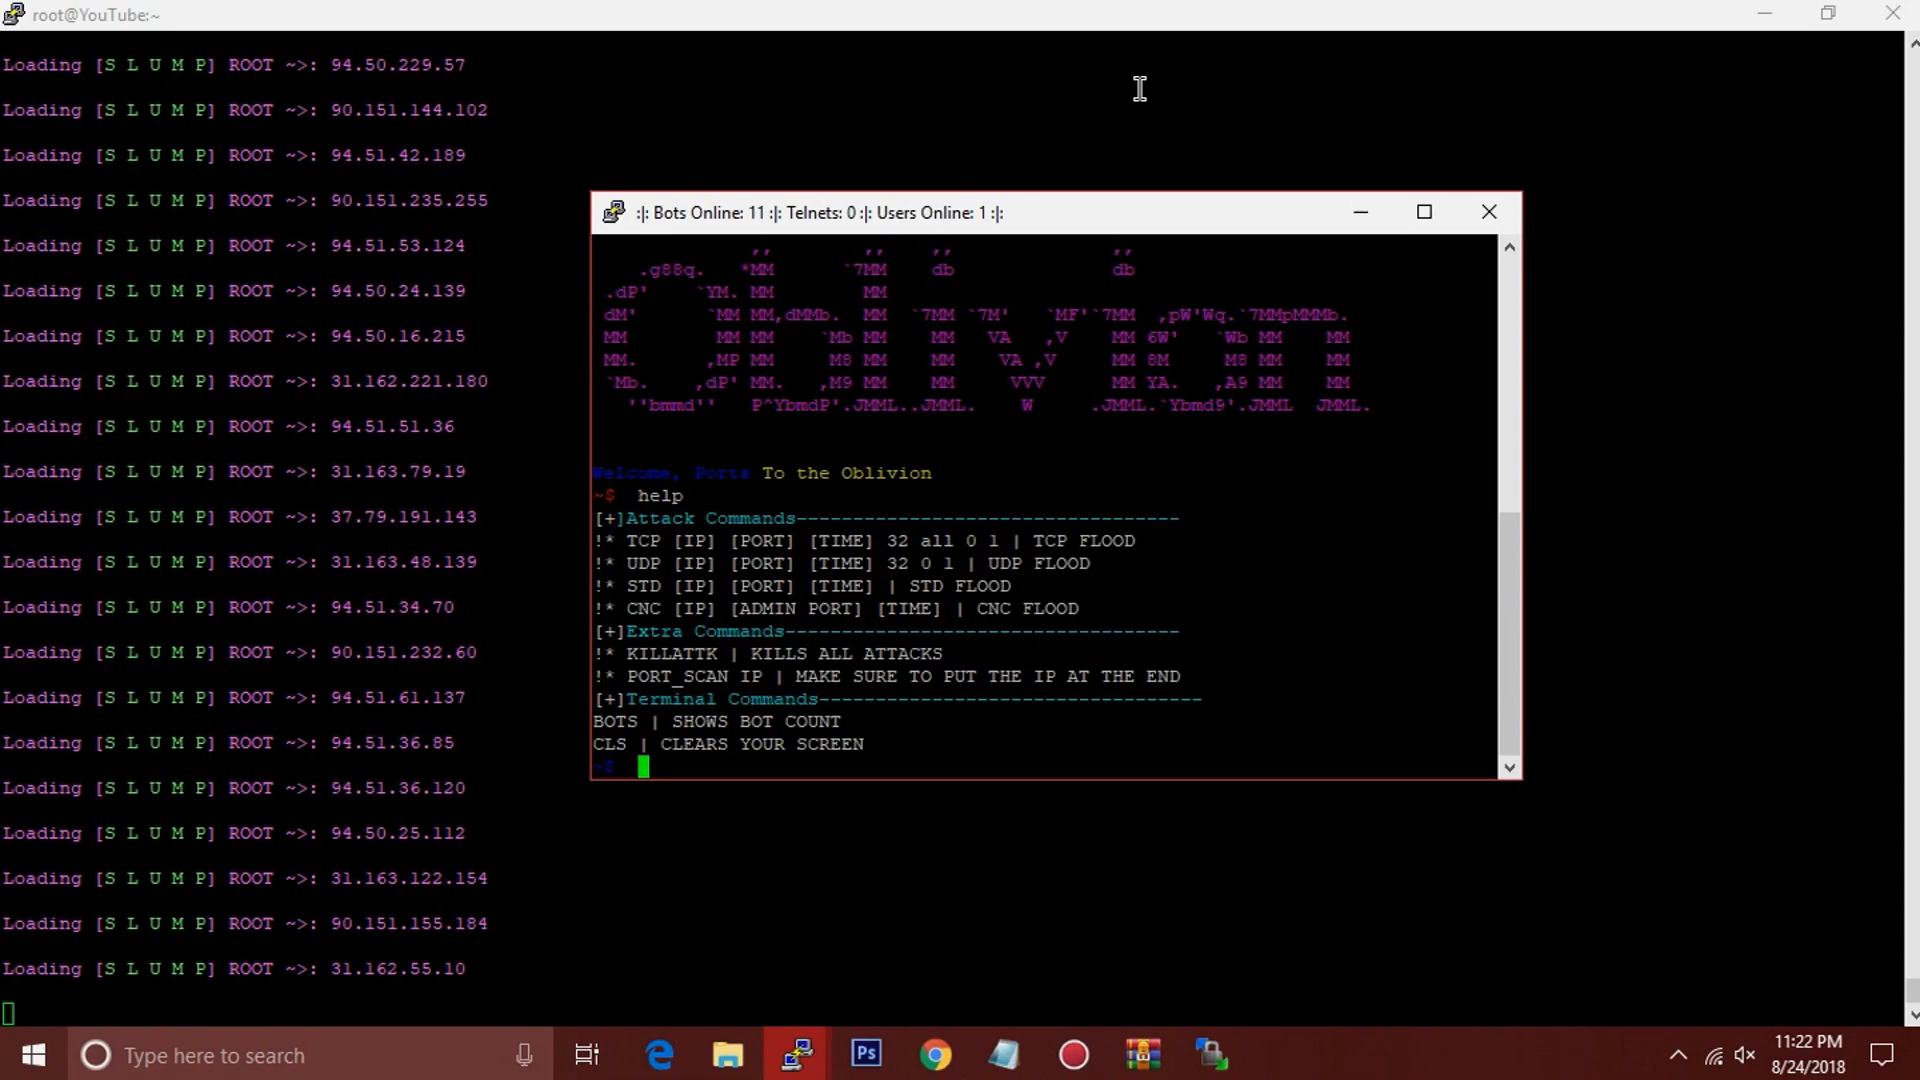 root@YouTube:~
Loading [S L U M P] ROOT ~>: 94.50.229.57
Loading [S L U M P] ROOT ~>: 90.151.144.102
Loading [S L U M P] ROOT ~>: 94.51.42.189
Loading [S L U M P] ROOT ~>: 90.151.235.255
Loading [S L U M P] ROOT ~>: 94.51.53.124
Loading [S L U M P] ROOT ~>: 94.50.24.139
Loading [S L U M P] ROOT ~>: 94.50.16.215
Loading [S L U M P] ROOT ~>: 31.162.221.180
Loading [S L U M P] ROOT ~>: 94.51.51.36
Loading [S L U M P] ROOT ~>: 31.163.79.19
Loading [S L U M P] ROOT ~>: 37.79.191.143
Loading [S L U M P] ROOT ~>: 31.163.48.139
Loading [S L U M P] ROOT ~>: 94.51.34.70
Loading [S L U M P] ROOT ~>: 90.151.232.60
Loading [S L U M P] ROOT ~>: 94.51.61.137
Loading [S L U M P] ROOT ~>: 94.51.36.85
Loading [S L U M P] ROOT ~>: 94.51.36.120
Loading [S L U M P] ROOT ~>: 94.50.25.112
Loading [S L U M P] ROOT ~>: 31.163.122.154
Loading [S L U M P] ROOT ~>: 90.151.155.184
Loading [S L U M P] ROOT ~>: 31.162.55.10
:|: Bots Online: 11 :|: Telnets: 0 :|: Users Online: 1 :|:
Oblivion
Welcome, Ports To the Oblivion
~$ help
[+]Attack Commands----------------------------------
!* TCP [IP] [PORT] [TIME] 32 all 0 1 | TCP FLOOD
!* UDP [IP] [PORT] [TIME] 32 0 1 | UDP FLOOD
!* STD [IP] [PORT] [TIME] | STD FLOOD
!* CNC [IP] [ADMIN PORT] [TIME] | CNC FLOOD
[+]Extra Commands-----------------------------------
!* KILLATTK | KILLS ALL ATTACKS
!* PORT_SCAN IP | MAKE SURE TO PUT THE IP AT THE END
[+]Terminal Commands----------------------------------
BOTS | SHOWS BOT COUNT
CLS | CLEARS YOUR SCREEN
~$
Type here to search
Ps
11:22 PM
8/24/2018